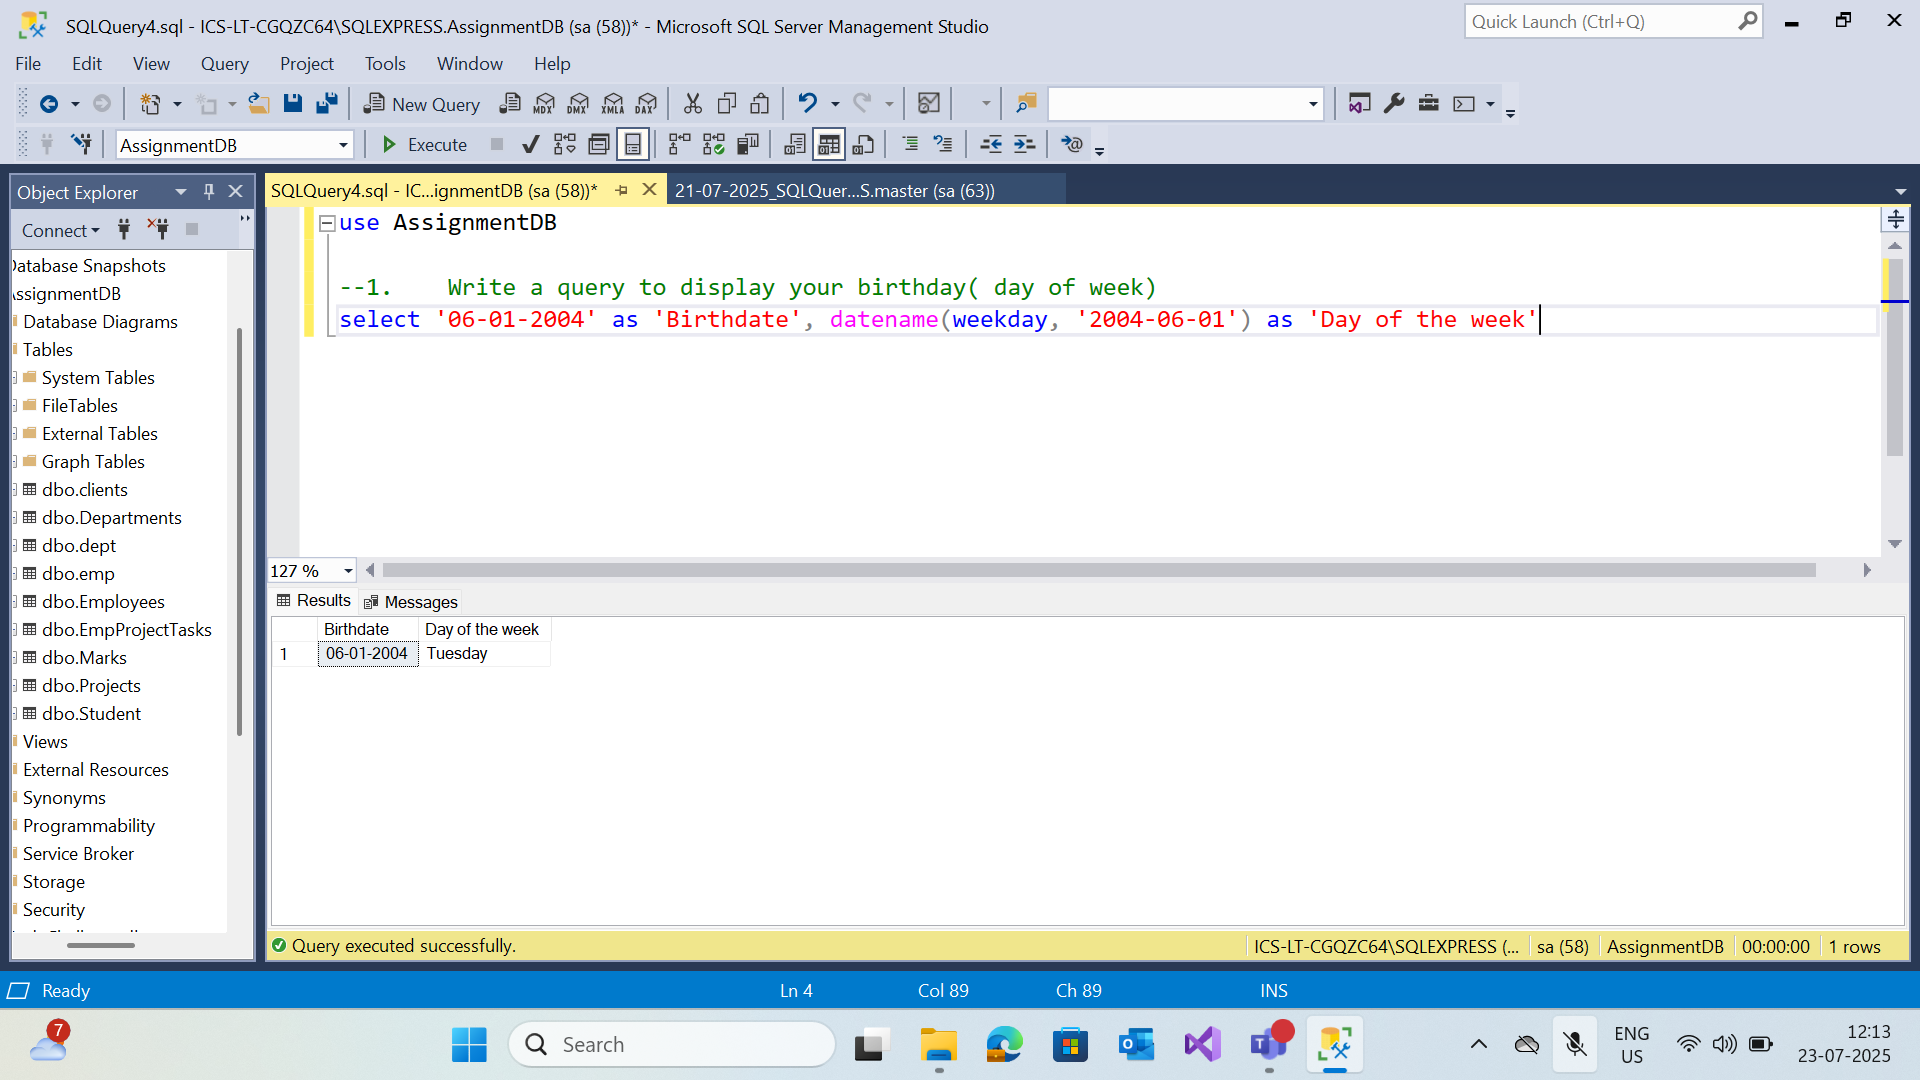 SQLQuery4.sql - ICS-LT-CGQZC64\SQLEXPRESS.AssignmentDB (sa (58))* - Microsoft SQL Server Management Studio
Quick Launch (Ctrl+Q)
File Edit View Query Project Tools Window Help
New Query MDX DMX XMLA DAX
AssignmentDB Execute
Object Explorer
Connect
Database Snapshots
AssignmentDB
Database Diagrams
Tables
System Tables
FileTables
External Tables
Graph Tables
dbo.clients
dbo.Departments
dbo.dept
dbo.emp
dbo.Employees
dbo.EmpProjectTasks
dbo.Marks
dbo.Projects
dbo.Student
Views
External Resources
Synonyms
Programmability
Service Broker
Storage
Security
SQLQuery4.sql - IC...ignmentDB (sa (58))* 21-07-2025_SQLQuer...S.master (sa (63))
use AssignmentDB
--1. Write a query to display your birthday( day of week)
select '06-01-2004' as 'Birthdate', datename(weekday, '2004-06-01') as 'Day of the week'
127 %
Results Messages
Birthdate Day of the week
1 06-01-2004 Tuesday
Query executed successfully. ICS-LT-CGQZC64\SQLEXPRESS (... sa (58) AssignmentDB 00:00:00 1 rows
Ready Ln 4 Col 89 Ch 89 INS
7
Search
ENG
US
12:13
23-07-2025